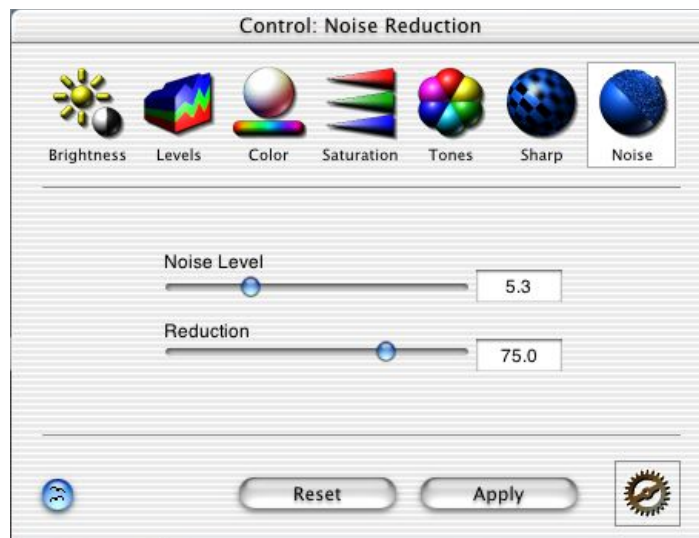 Control: Noise Reduction
Brightness Levels Color Saturation Tones Sharp Noise
Noise Level
5.3
Reduction
75.0
Reset Apply